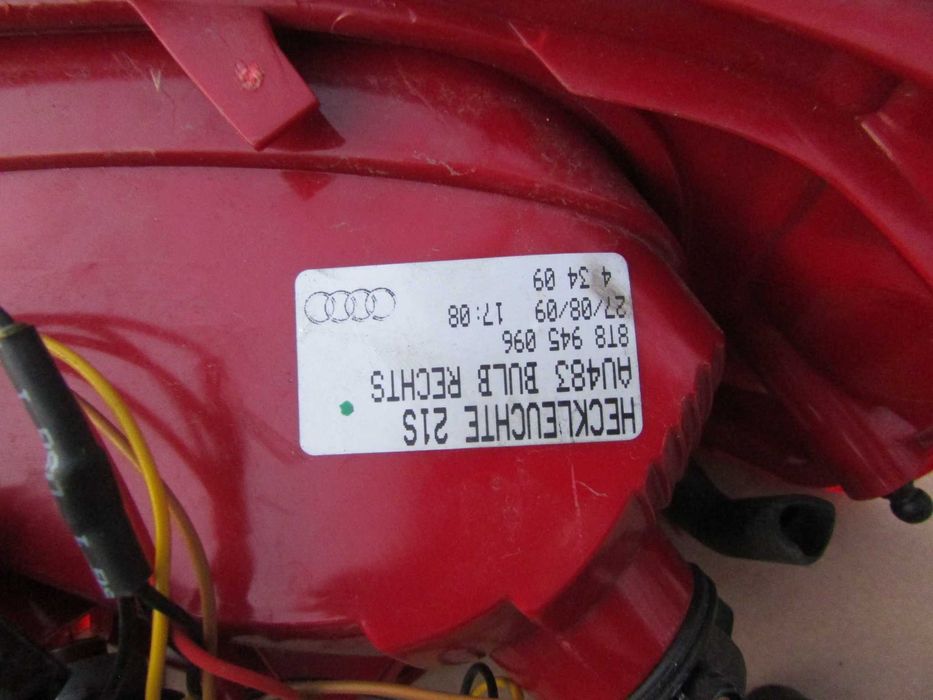 HECKLEUCHTE 21S
AU483 BULB RECHTS
8T8 945 096
27/08/09 17:08
4 34 09